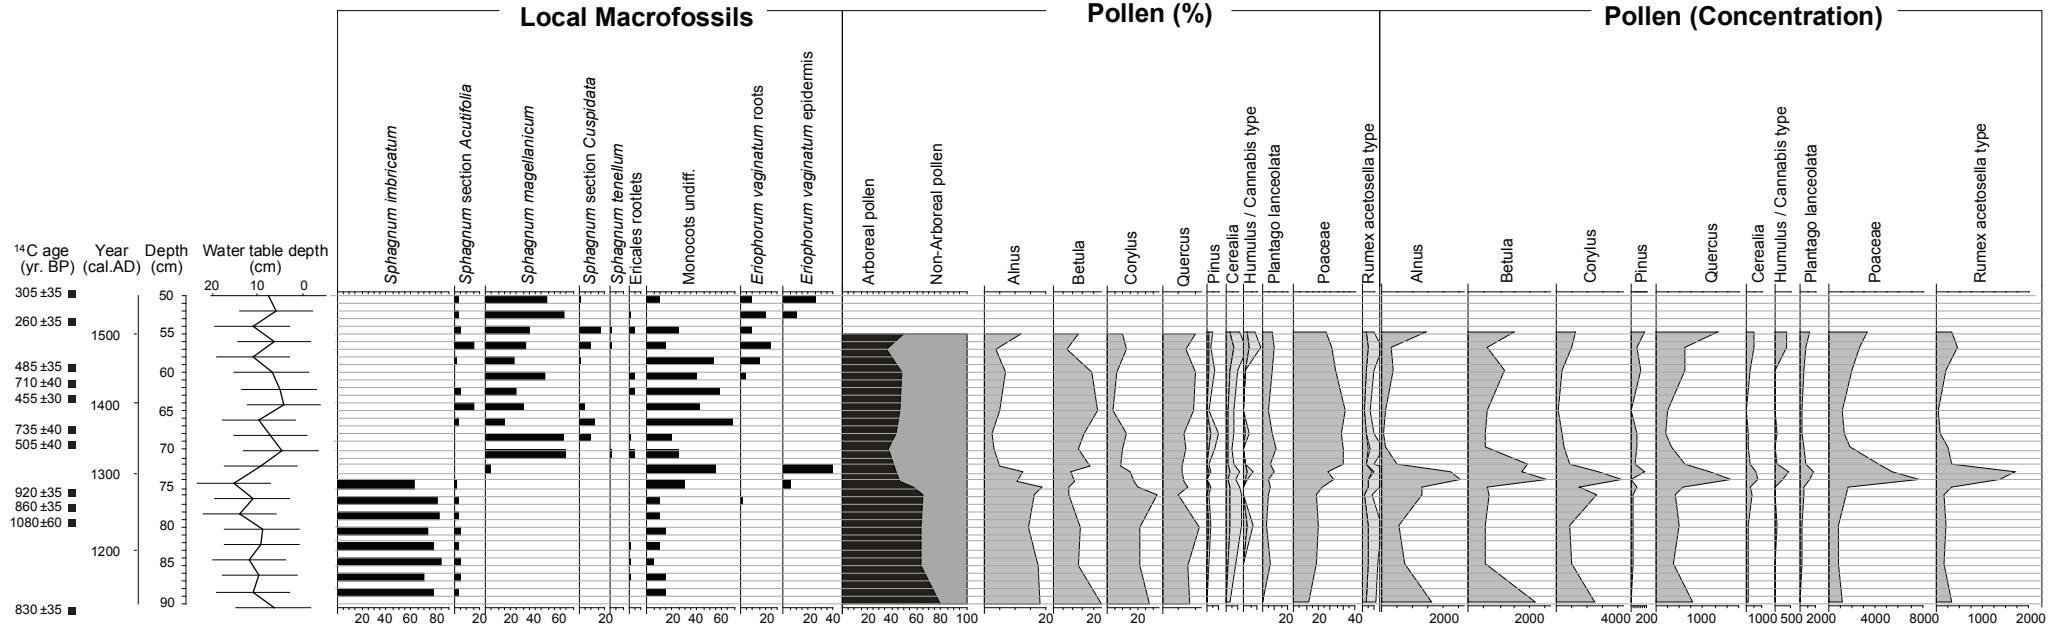 Local Macrofossils
Pollen (%)
Pollen (Concentration)
14C age
(yr. BP)
Year
(cal.AD)
Depth
(cm)
Water table depth
(cm)
20 10 0
Sphagnum imbricatum
Sphagnum section Acutifolia
Sphagnum magellanicum
Sphagnum section Cuspidata
Sphagnum tenellum
Ericales rootlets
Monocots undiff.
Eriophorum vaginatum roots
Eriophorum vaginatum epidermis
Arboreal pollen
Non-Arboreal pollen
Alnus
Betula
Corylus
Quercus
Pinus
Cerealia
Humulus / Cannabis type
Plantago lanceolata
Poaceae
Rumex acetosella type
Alnus
Betula
Corylus
Pinus
Quercus
Cerealia
Humulus / Cannabis type
Plantago lanceolata
Poaceae
Rumex acetosella type
305 ±35
260 ±35
485 ±35
710 ±40
455 ±30
735 ±40
505 ±40
920 ±35
860 ±35
1080±60
830 ±35
1500
1400
1300
1200
50
55
60
65
70
75
80
85
90
20 40 60 80 20 20 40 60 20 20 40 60 20 20 20 40 60 80 100 20 20 20 20 20 20 40 2000 2000 4000 200 1000 1000 500 2000 4000 8000 1000 2000